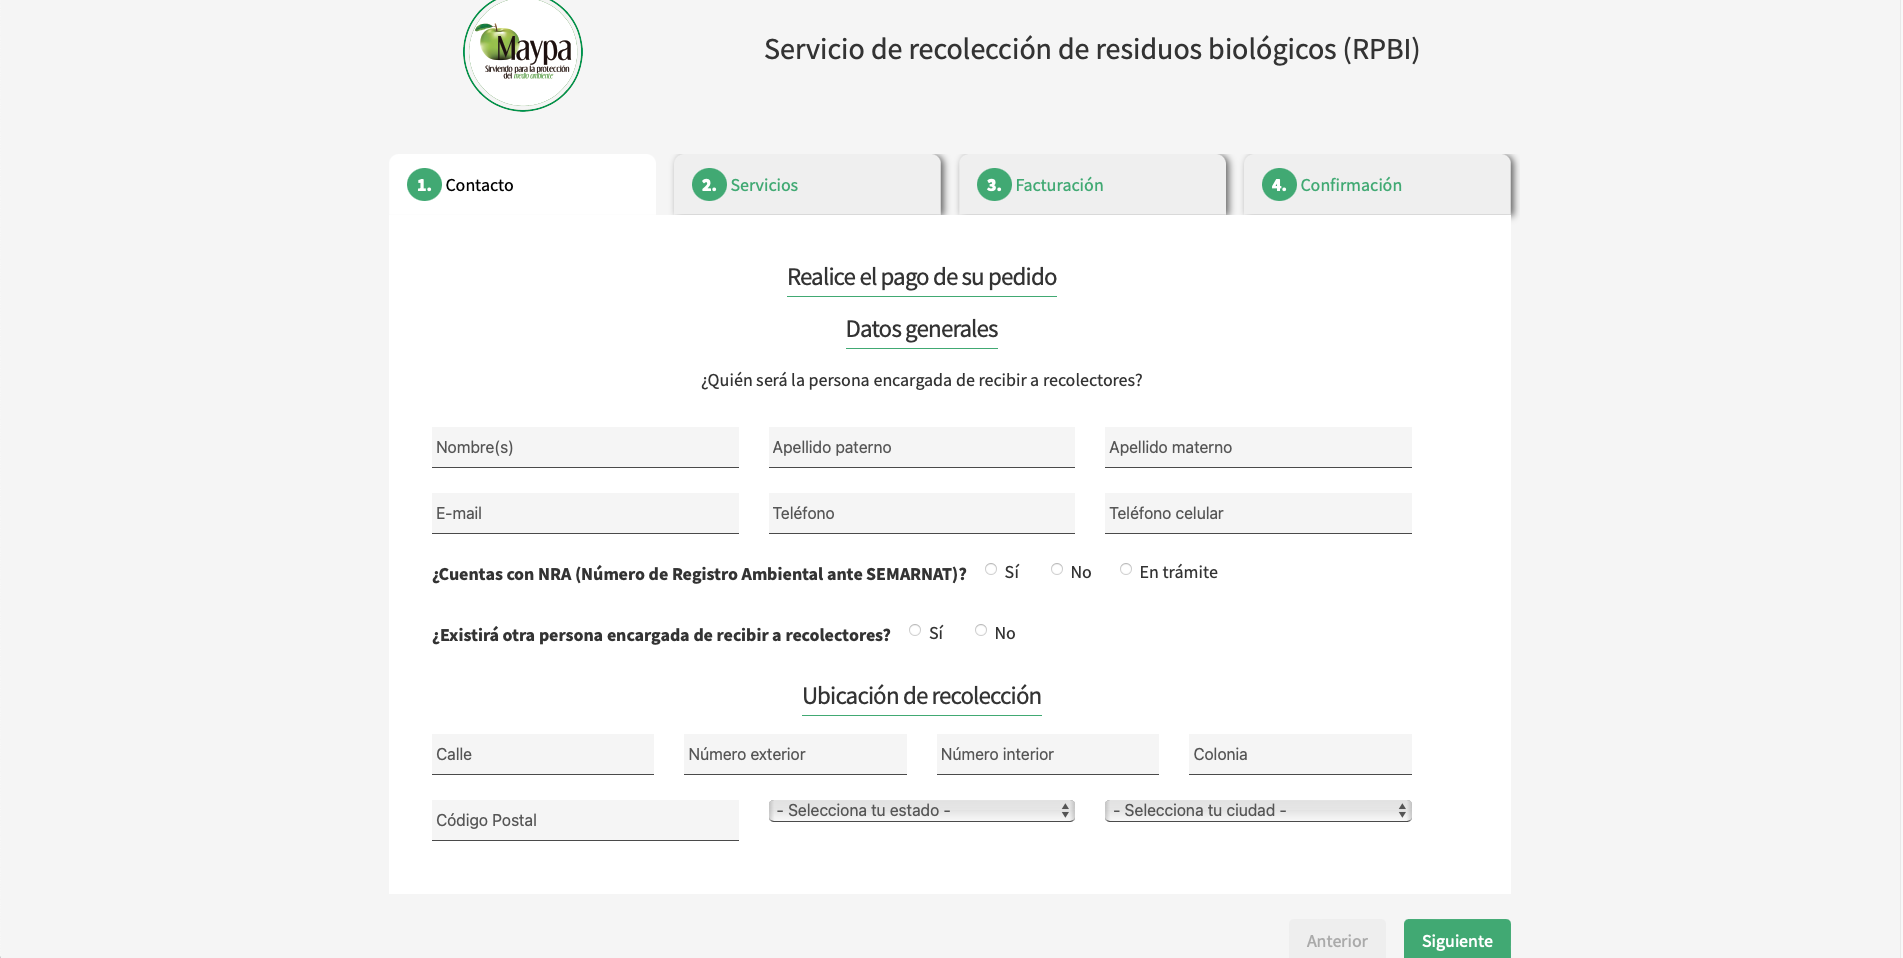 Maypa
Sirviendo para la protección
del medio ambiente
Servicio de recolección de residuos biológicos (RPBI)
1. Contacto
2. Servicios
3. Facturación
4. Confirmación
Realice el pago de su pedido
Datos generales
¿Quién será la persona encargada de recibir a recolectores?
Nombre(s) Apellido paterno Apellido materno
E-mail Teléfono Teléfono celular
¿Cuentas con NRA (Número de Registro Ambiental ante SEMARNAT)? Sí No En trámite
¿Existirá otra persona encargada de recibir a recolectores? Sí No
Ubicación de recolección
Calle Número exterior Número interior Colonia
Código Postal - Selecciona tu estado - - Selecciona tu ciudad -
Anterior Siguiente